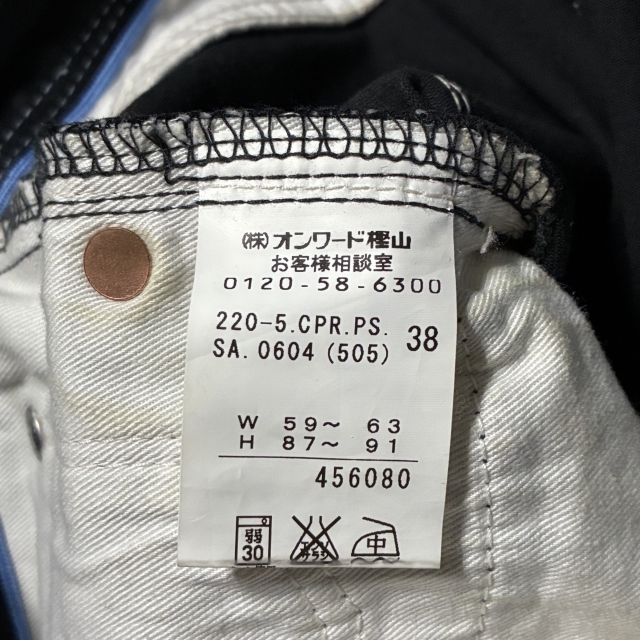 (株)オンワード樫山
お客様相談室
0120-58-6300
220-5.CPR.PS. 38
SA.0604(505)
W 59〜 63
H 87〜 91
456080
弱 中
30